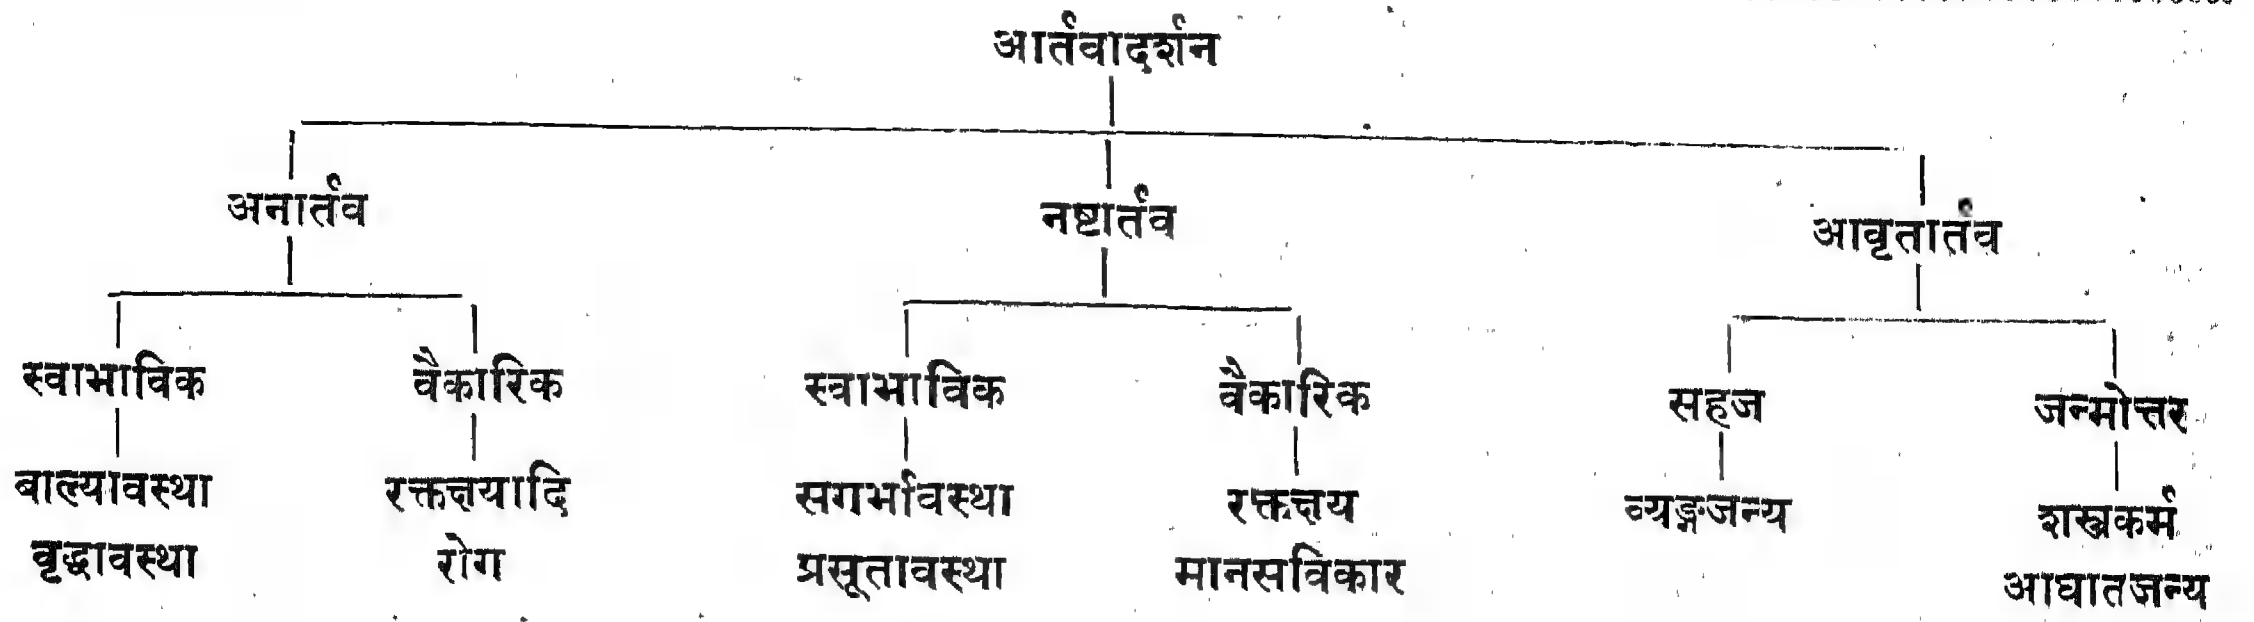 आर्तवादर्शन
अनार्तव नष्टार्तव आवृतार्तव
स्वाभाविक वैकारिक स्वाभाविक वैकारिक सहज जन्मोत्तर
बाल्यावस्था रक्तक्षयादि सगर्भावस्था रक्तक्षय व्यङ्गजन्य शस्त्रकर्म
वृद्धावस्था रोग प्रसूतावस्था मानसविकार आघातजन्य